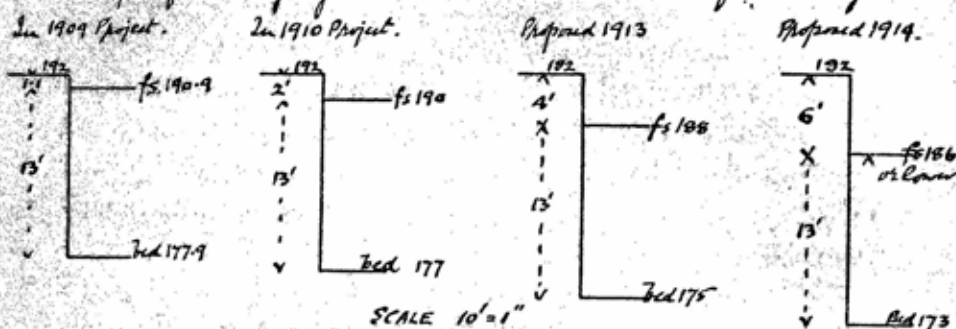 In 1909 Project.
192
1.1
fs 190.9
13'
bed 177.9
In 1910 Project.
192
2'
fs 190
13'
bed 177
Proposed 1913
192
4'
fs 188
13'
bed 175
Proposed 1914.
192
6'
fs 186
or lower
13'
Bed 173
SCALE 10' = 1"